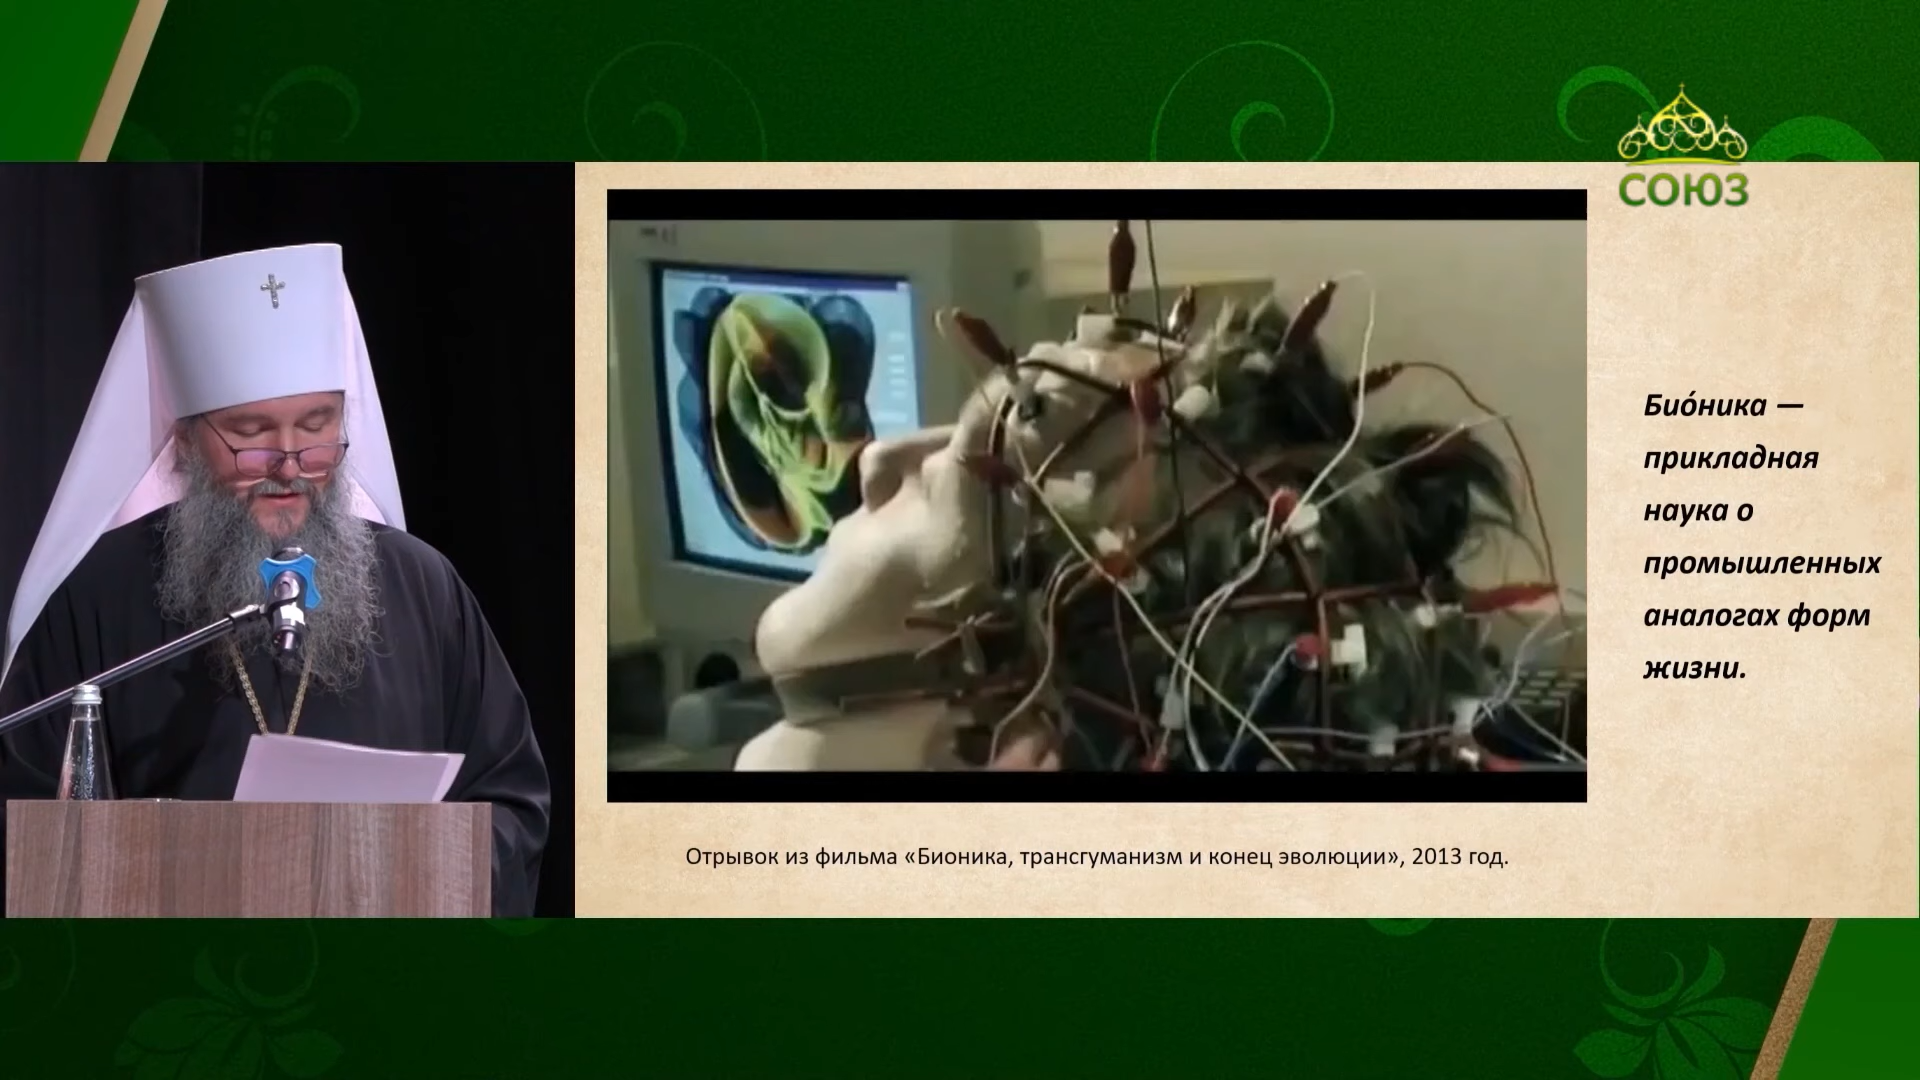 СОЮЗ
Био́ника —
прикладная
наука о
промышленных
аналогах форм
жизни.
Отрывок из фильма «Бионика, трансгуманизм и конец эволюции», 2013 год.